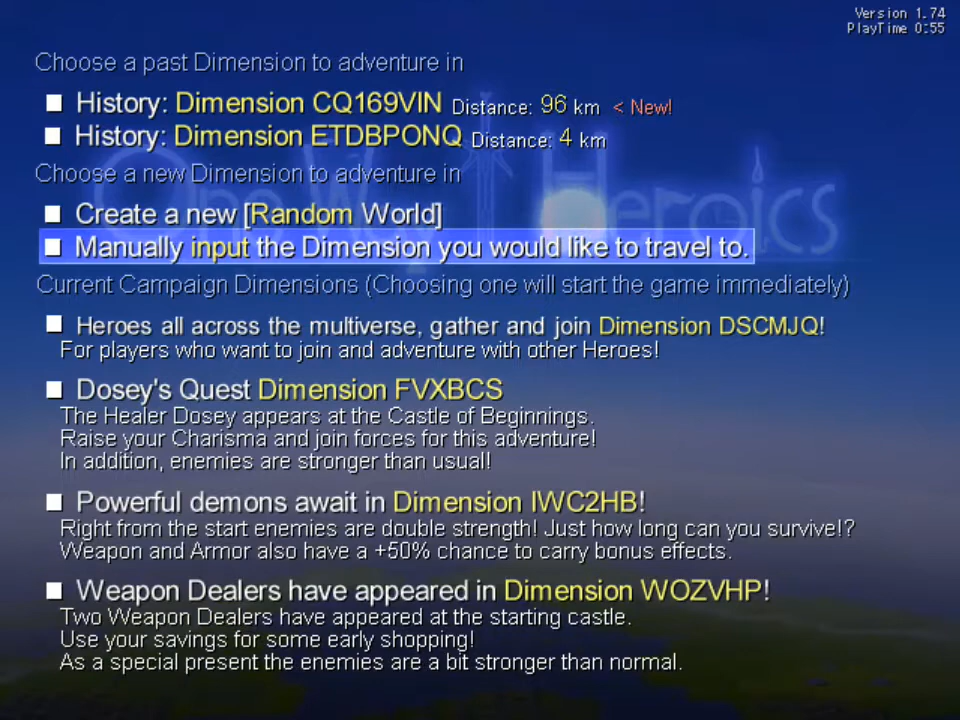 Version 1.74
PlayTime 0:55
Choose a past Dimension to adventure in
History: Dimension CQ169VIN Distance: 96 km < New!
History: Dimension ETDBPONQ Distance: 4 km
Choose a new Dimension to adventure in
Create a new [Random World]
Manually input the Dimension you would like to travel to.
Current Campaign Dimensions (Choosing one will start the game immediately)
Heroes all across the multiverse, gather and join Dimension DSCMJQ!
For players who want to join and adventure with other Heroes!
Dosey's Quest Dimension FVXBCS
The Healer Dosey appears at the Castle of Beginnings.
Raise your Charisma and join forces for this adventure!
In addition, enemies are stronger than usual!
Powerful demons await in Dimension IWC2HB!
Right from the start enemies are double strength! Just how long can you survive!?
Weapon and Armor also have a +50% chance to carry bonus effects.
Weapon Dealers have appeared in Dimension WOZVHP!
Two Weapon Dealers have appeared at the starting castle.
Use your savings for some early shopping!
As a special present the enemies are a bit stronger than normal.
One Way Heroics